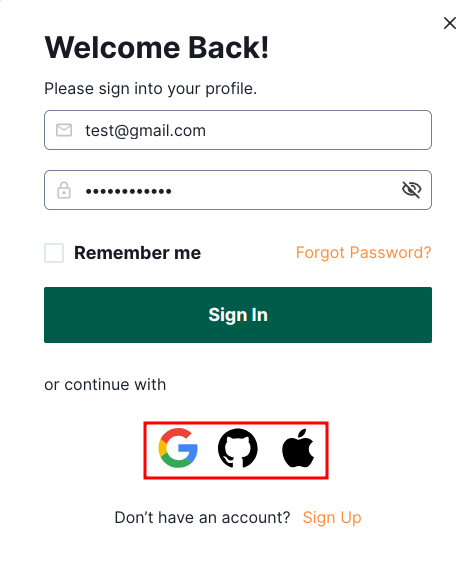 Welcome Back!
Please sign into your profile.
test@gmail.com
••••••••••••
Remember me
Forgot Password?
Sign In
or continue with
Don’t have an account? Sign Up